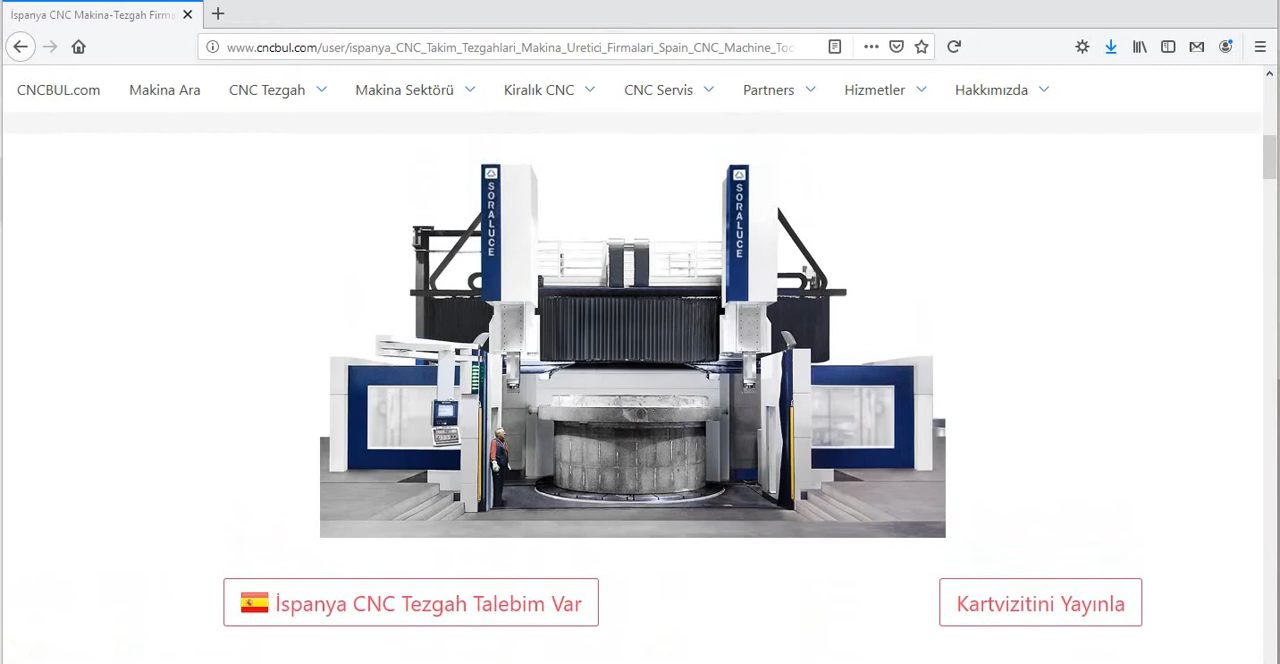 İspanya CNC Makina-Tezgah Firma
www.cncbul.com/user/ispanya_CNC_Takim_Tezgahlari_Makina_Uretici_Firmalari_Spain_CNC_Machine_Toc
CNCBUL.com Makina Ara CNC Tezgah Makina Sektörü Kiralık CNC CNC Servis Partners Hizmetler Hakkımızda
SORALUCE
SORALUCE
İspanya CNC Tezgah Talebim Var
Kartvizitini Yayınla